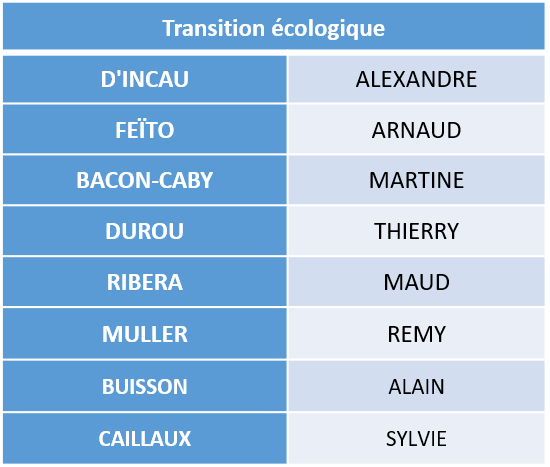 Transition écologique
D'INCAU ALEXANDRE
FEÏTO ARNAUD
BACON-CABY MARTINE
DUROU THIERRY
RIBERA MAUD
MULLER REMY
BUISSON ALAIN
CAILLAUX SYLVIE